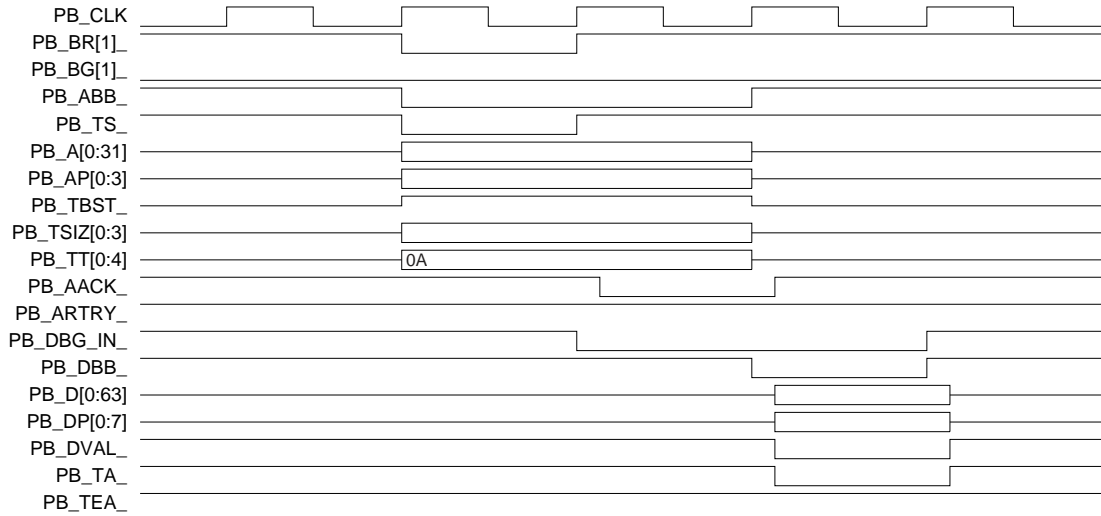 PB_CLK
PB_BR[1]_
PB_BG[1]_
PB_ABB_
PB_TS_
PB_A[0:31]
PB_AP[0:3]
PB_TBST_
PB_TSIZ[0:3]
PB_TT[0:4] 0A
PB_AACK_
PB_ARTRY_
PB_DBG_IN_
PB_DBB_
PB_D[0:63]
PB_DP[0:7]
PB_DVAL_
PB_TA_
PB_TEA_